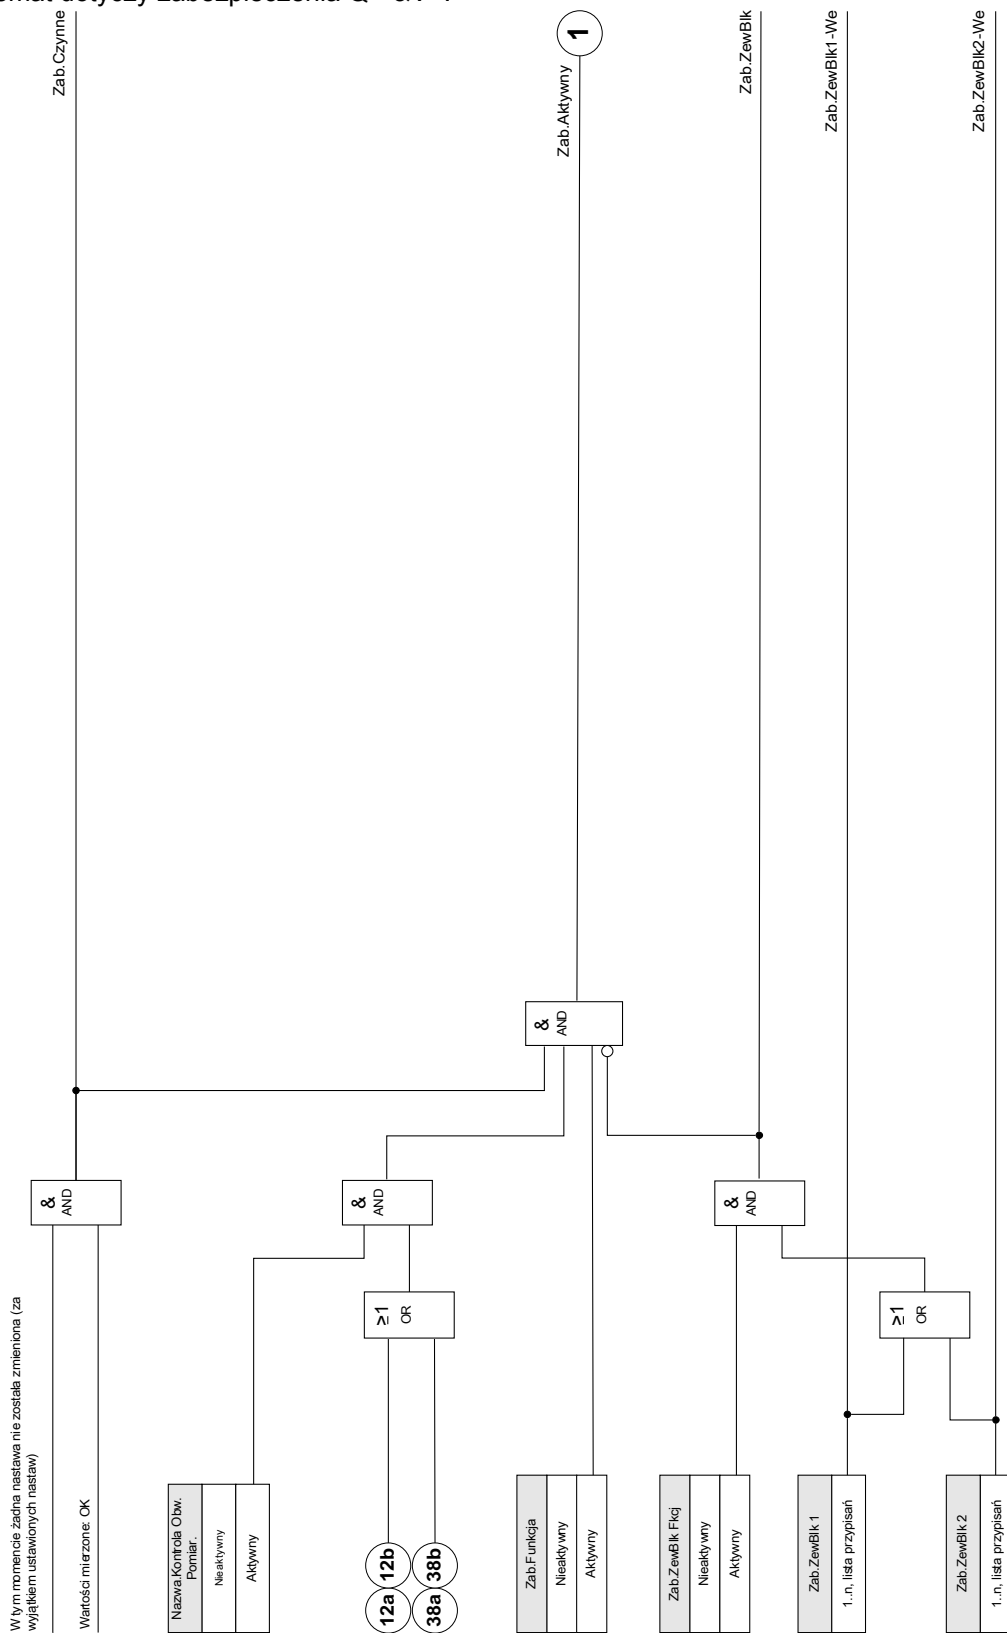 dotyczy zabezpieczenia
W tym momencie żadna nastawa nie została zmieniona (za
wyjątkiem ustawionych nastaw)
Wartości mierzone: OK
&
AND
Zab.Czynne
Nazwa.Kontrola Obw.
Pomiar.
Nieaktywny
Aktywny
12a 12b
38a 38b
≥1
OR
&
AND
Zab.Funkcja
Nieaktywny
Aktywny
&
AND
Zab.Aktywny
1
Zab.ZewBlk Fkcj
Nieaktywny
Aktywny
&
AND
Zab.ZewBlk
Zab.ZewBlk 1
1..n, lista przypisań
≥1
OR
Zab.ZewBlk1-We
Zab.ZewBlk 2
1..n, lista przypisań
Zab.ZewBlk2-We